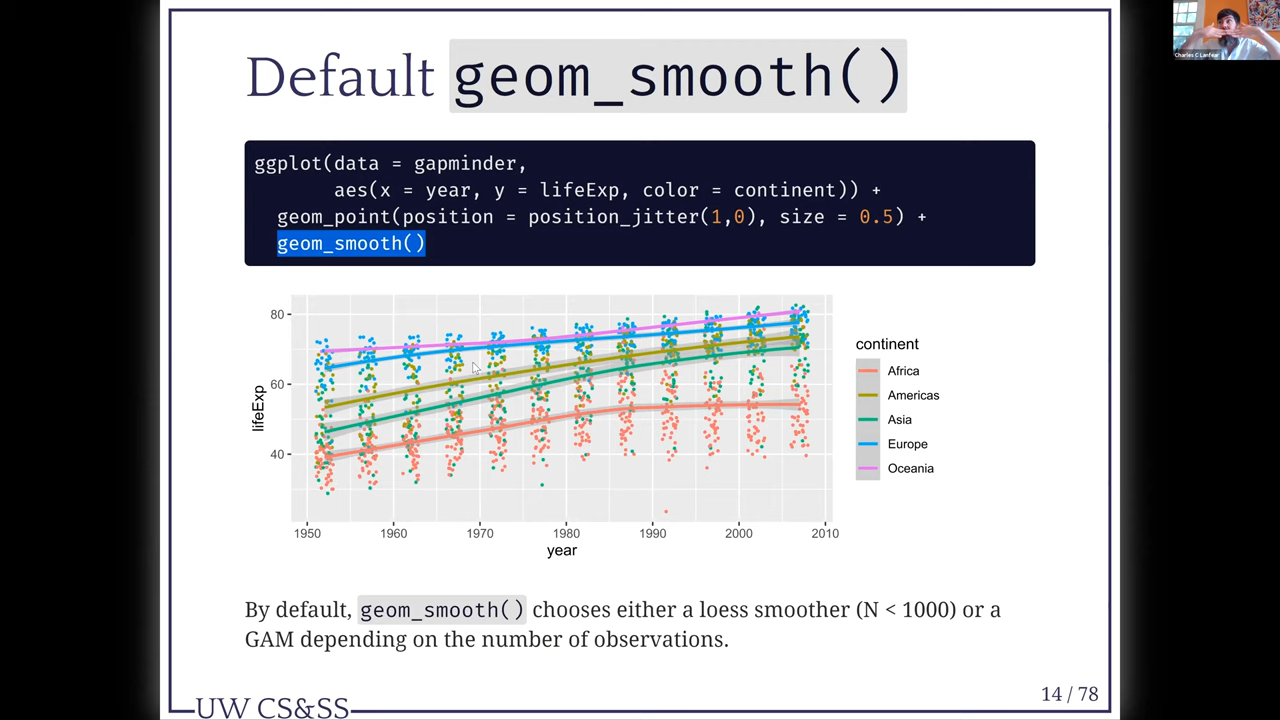 Default geom_smooth()
Charles C Lanfear
ggplot(data = gapminder,
aes(x = year, y = lifeExp, color = continent)) +
geom_point(position = position_jitter(1,0), size = 0.5) +
geom_smooth()
80
60
40
lifeExp
1950 1960 1970 1980 1990 2000 2010
year
continent
Africa
Americas
Asia
Europe
Oceania
By default, geom_smooth() chooses either a loess smoother (N < 1000) or a
GAM depending on the number of observations.
14 / 78
UW CS&SS